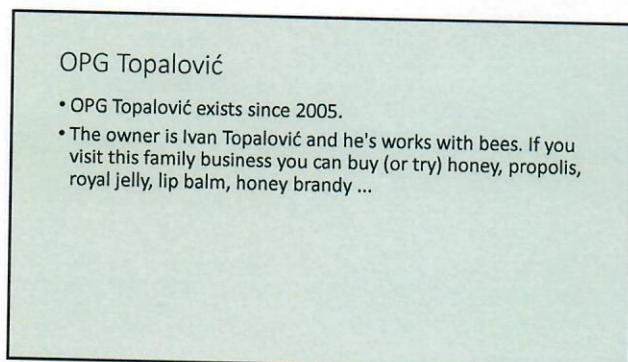 OPG Topalović
• OPG Topalović exists since 2005.
• The owner is Ivan Topalović and he's works with bees. If you
visit this family business you can buy (or try) honey, propolis,
royal jelly, lip balm, honey brandy ...